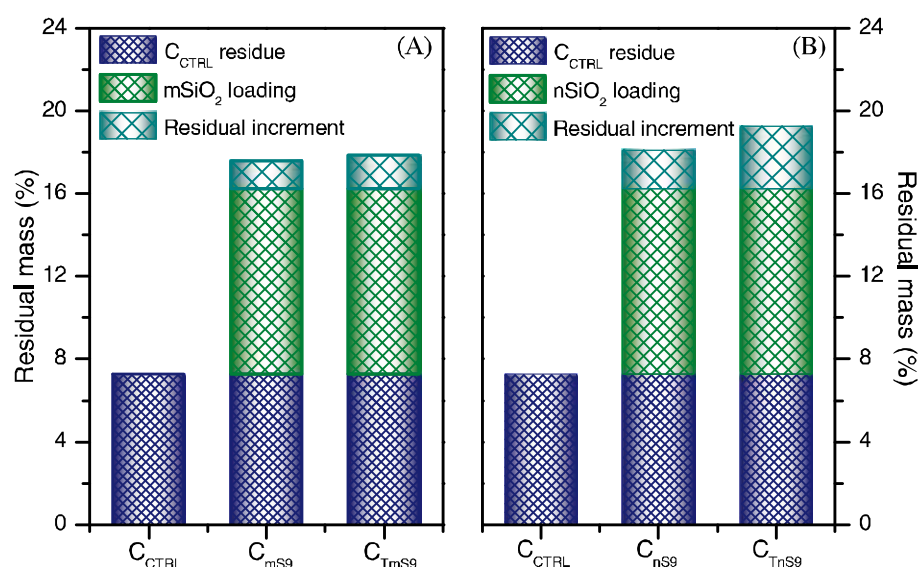 Residual mass (%)
24
20
16
12
8
4
0
(A)
C_CTRL residue
mSiO₂ loading
Residual increment
C_CTRL
C_mS9
C_TmS9
(B)
C_CTRL residue
nSiO₂ loading
Residual increment
C_CTRL
C_nS9
C_TnS9
24
20
16
12
8
4
0
Residual mass (%)